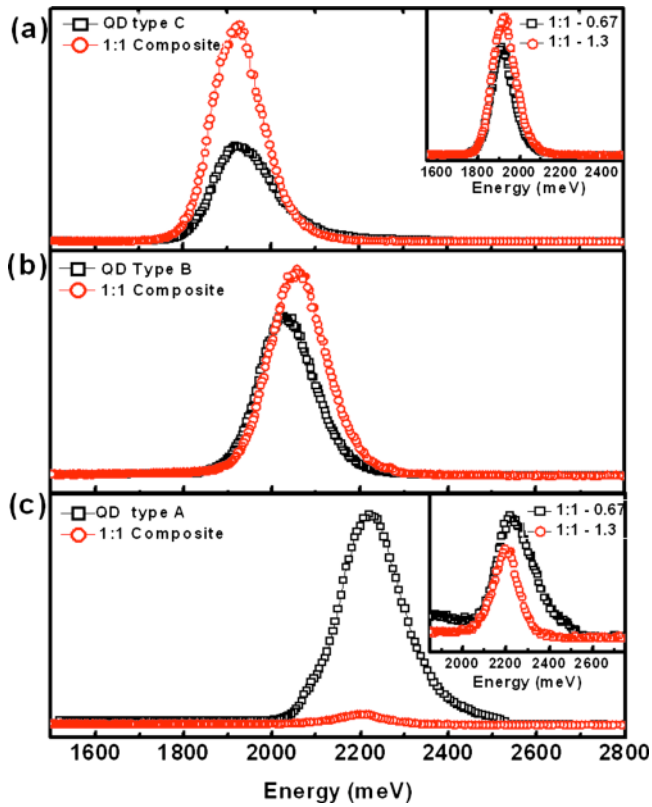 (a)
QD type C
1:1 Composite
1:1 - 0.67
1:1 - 1.3
1600 1800 2000 2200 2400
Energy (meV)
(b)
QD Type B
1:1 Composite
(c)
QD type A
1:1 Composite
1:1 - 0.67
1:1 - 1.3
2000 2200 2400 2600
Energy (meV)
1600 1800 2000 2200 2400 2600 2800
Energy (meV)